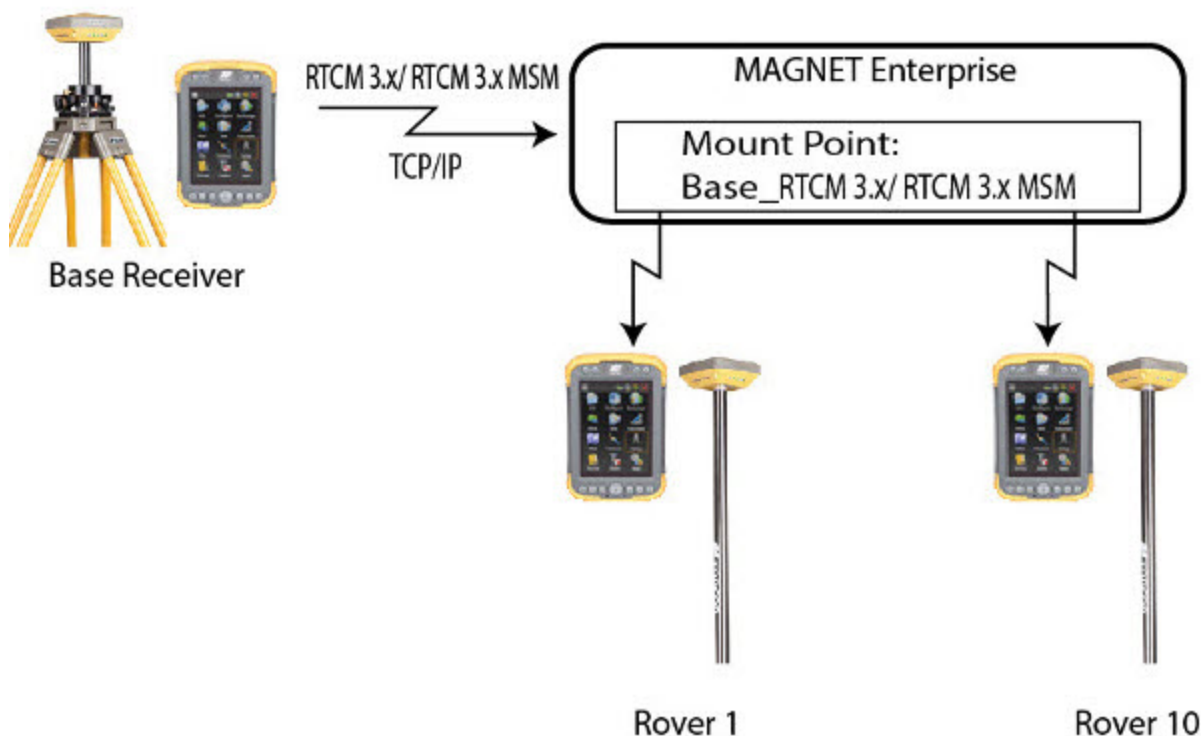 RTCM 3.x/ RTCM 3.x MSM
TCP/IP
MAGNET Enterprise
Mount Point:
Base_RTCM 3.x/ RTCM 3.x MSM
Base Receiver
Rover 1
Rover 10